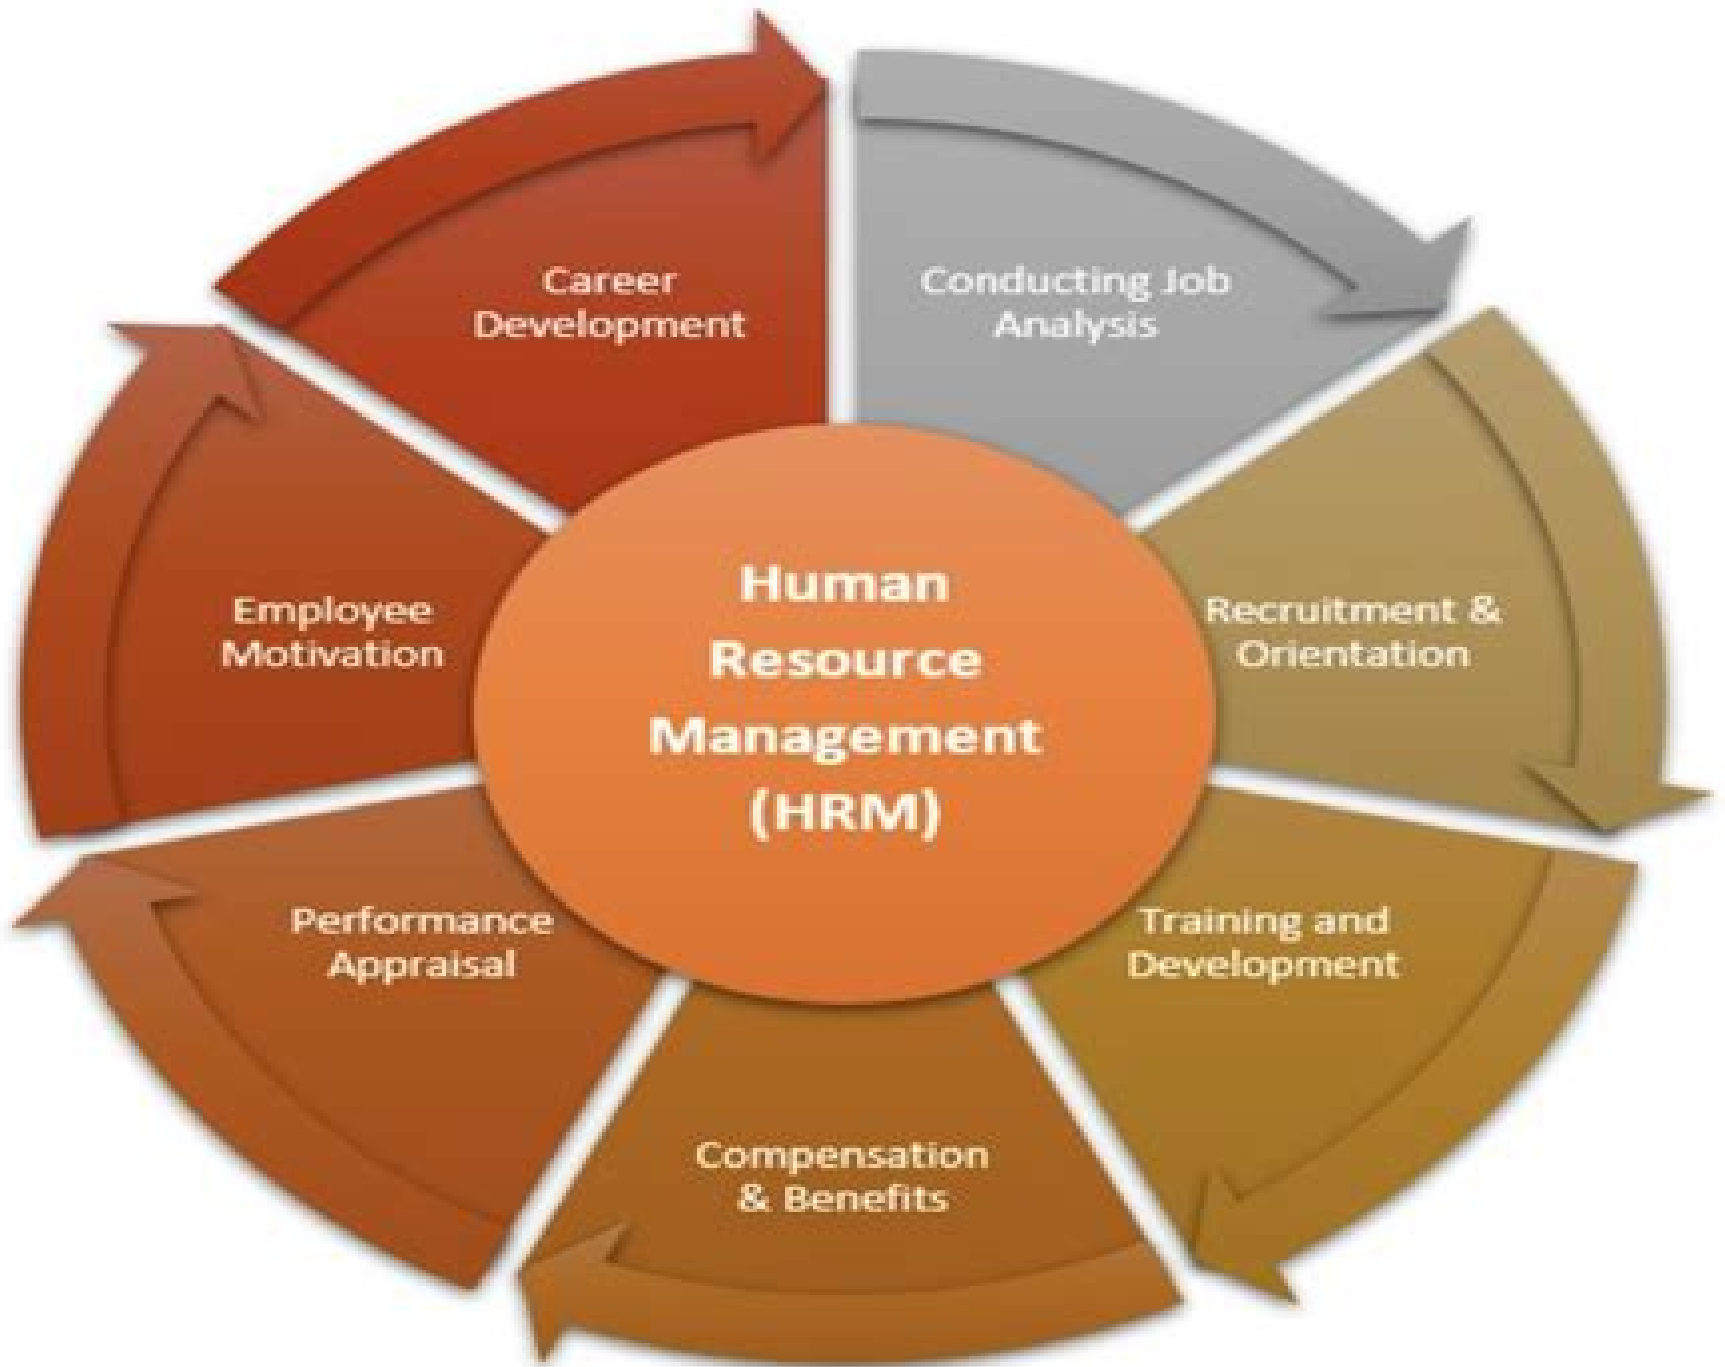 Career
Development
Conducting Job
Analysis
Employee
Motivation
Human
Resource
Management
(HRM)
Recruitment &
Orientation
Performance
Appraisal
Training and
Development
Compensation
& Benefits